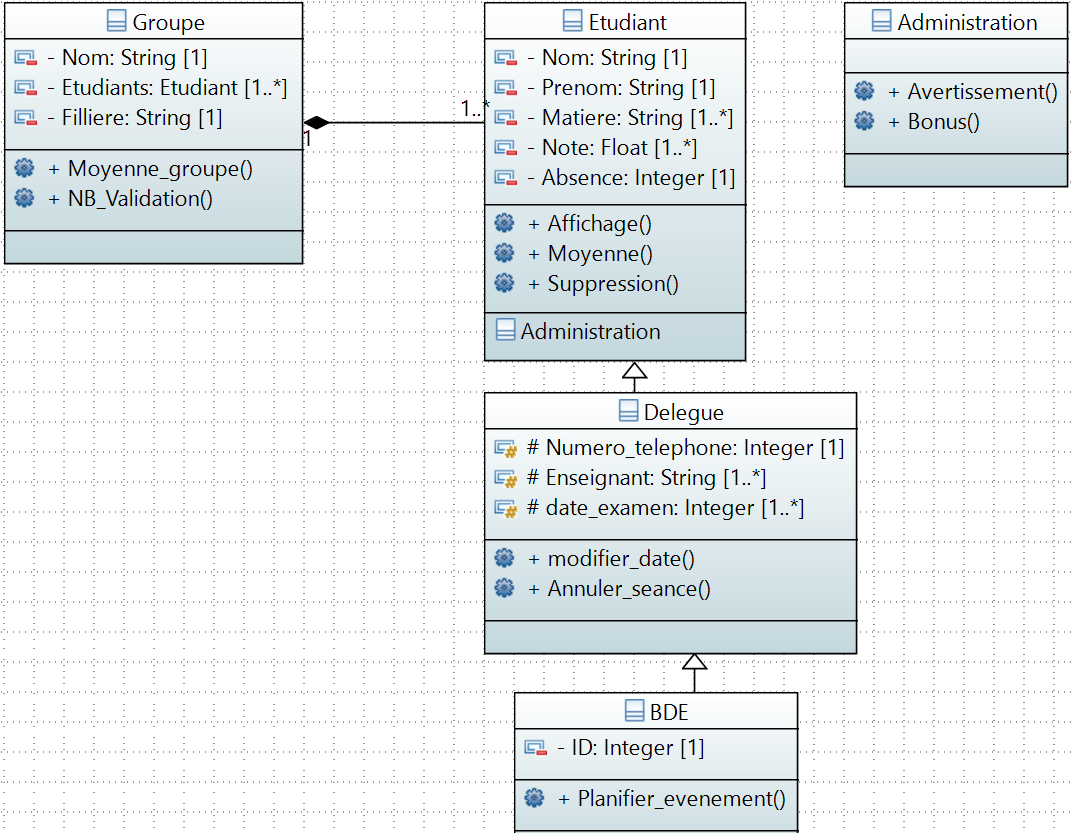 Groupe
- Nom: String [1]
- Etudiants: Etudiant [1..*]
- Filliere: String [1]
+ Moyenne_groupe()
+ NB_Validation()
1
1..*
Etudiant
- Nom: String [1]
- Prenom: String [1]
- Matiere: String [1..*]
- Note: Float [1..*]
- Absence: Integer [1]
+ Affichage()
+ Moyenne()
+ Suppression()
Administration
Administration
+ Avertissement()
+ Bonus()
Delegue
# Numero_telephone: Integer [1]
# Enseignant: String [1..*]
# date_examen: Integer [1..*]
+ modifier_date()
+ Annuler_seance()
BDE
- ID: Integer [1]
+ Planifier_evenement()